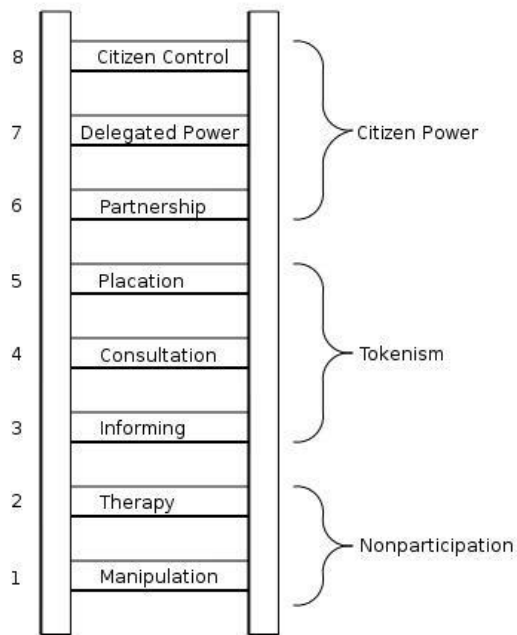 8 Citizen Control
7 Delegated Power
Citizen Power
6 Partnership
5 Placation
4 Consultation
Tokenism
3 Informing
2 Therapy
Nonparticipation
1 Manipulation